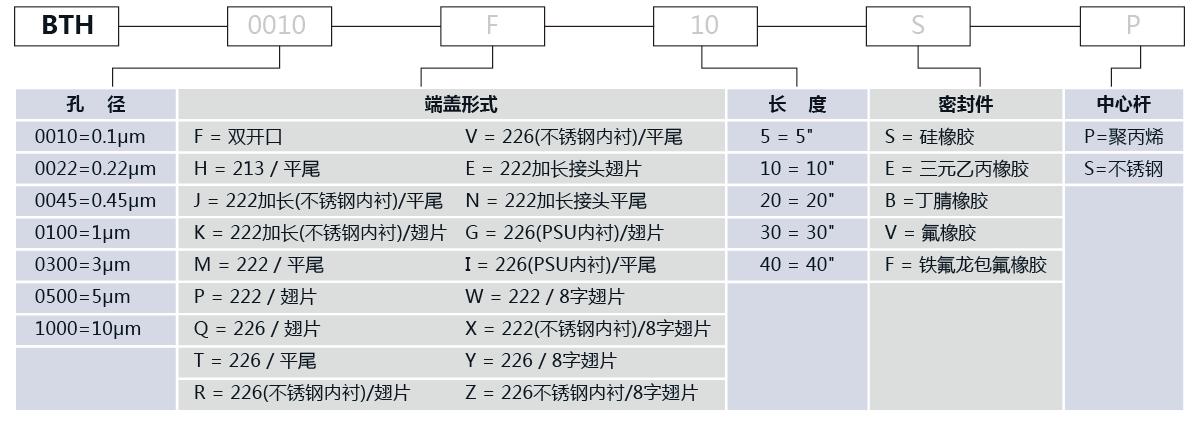 BTH 0010 F 10 S P
孔 径 端盖形式 长 度 密封件 中心杆
0010=0.1μm F = 双开口 V = 226(不锈钢内衬)/平尾 5 = 5" S = 硅橡胶 P=聚丙烯
0022=0.22μm H = 213 / 平尾 E = 222加长接头翅片 10 = 10" E = 三元乙丙橡胶 S=不锈钢
0045=0.45μm J = 222加长(不锈钢内衬)/平尾 N = 222加长接头平尾 20 = 20" B =丁腈橡胶
0100=1μm K = 222加长(不锈钢内衬)/翅片 G = 226(PSU内衬)/翅片 30 = 30" V = 氟橡胶
0300=3μm M = 222 / 平尾 I = 226(PSU内衬)/平尾 40 = 40" F = 铁氟龙包氟橡胶
0500=5μm P = 222 / 翅片 W = 222 / 8字翅片
1000=10μm Q = 226 / 翅片 X = 222(不锈钢内衬)/8字翅片
T = 226 / 平尾 Y = 226 / 8字翅片
R = 226(不锈钢内衬)/翅片 Z = 226不锈钢内衬/8字翅片